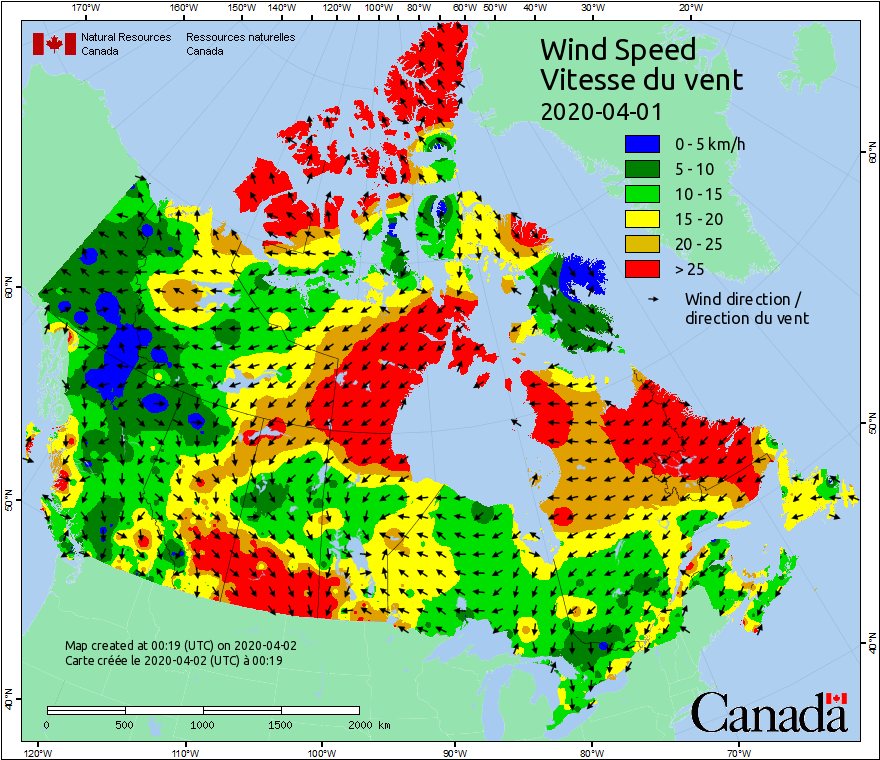 170°W 160°W 150°W 140°W 120°W 100°W 80°W 60°W 50°W 40°W 30°W 20°W
Natural Resources Canada
Ressources naturelles Canada
Wind Speed
Vitesse du vent
2020-04-01
0 - 5 km/h
5 - 10
10 - 15
15 - 20
20 - 25
> 25
Wind direction /
direction du vent
60°N
60°N
50°N
50°N
40°N
40°N
Map created at 00:19 (UTC) on 2020-04-02
Carte créée le 2020-04-02 (UTC) à 00:19
0 500 1000 1500 2000 km
Canada
120°W 110°W 100°W 90°W 80°W 70°W